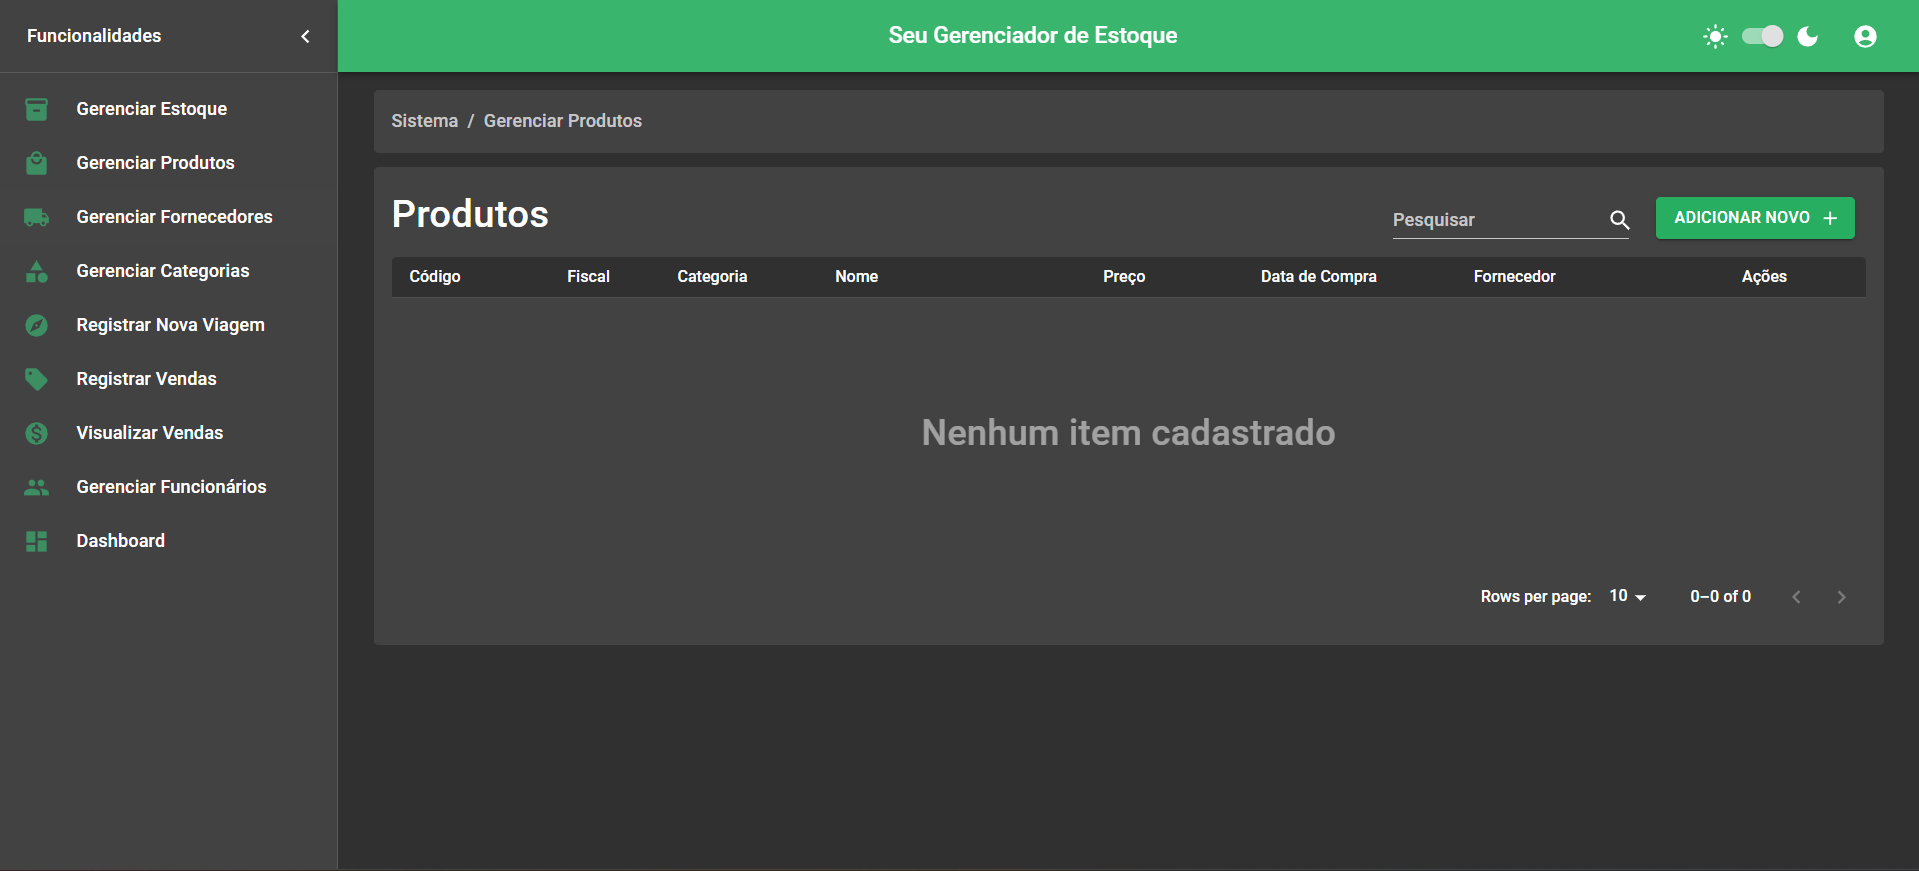 Funcionalidades
Seu Gerenciador de Estoque
Gerenciar Estoque
Gerenciar Produtos
Gerenciar Fornecedores
Gerenciar Categorias
Registrar Nova Viagem
Registrar Vendas
Visualizar Vendas
Gerenciar Funcionários
Dashboard
Sistema / Gerenciar Produtos
Produtos
Pesquisar
ADICIONAR NOVO +
Código Fiscal Categoria Nome Preço Data de Compra Fornecedor Ações
Nenhum item cadastrado
Rows per page: 10 0–0 of 0